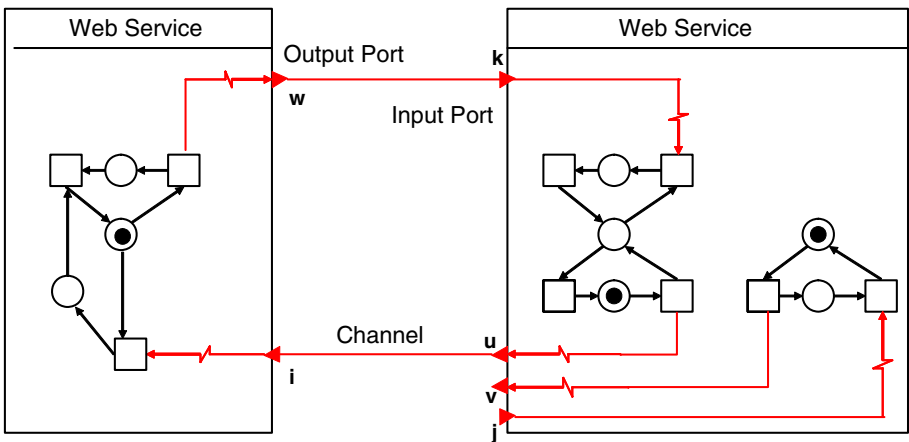 Web Service
Web Service
Output Port
k
w
Input Port
Channel
u
i
v
j